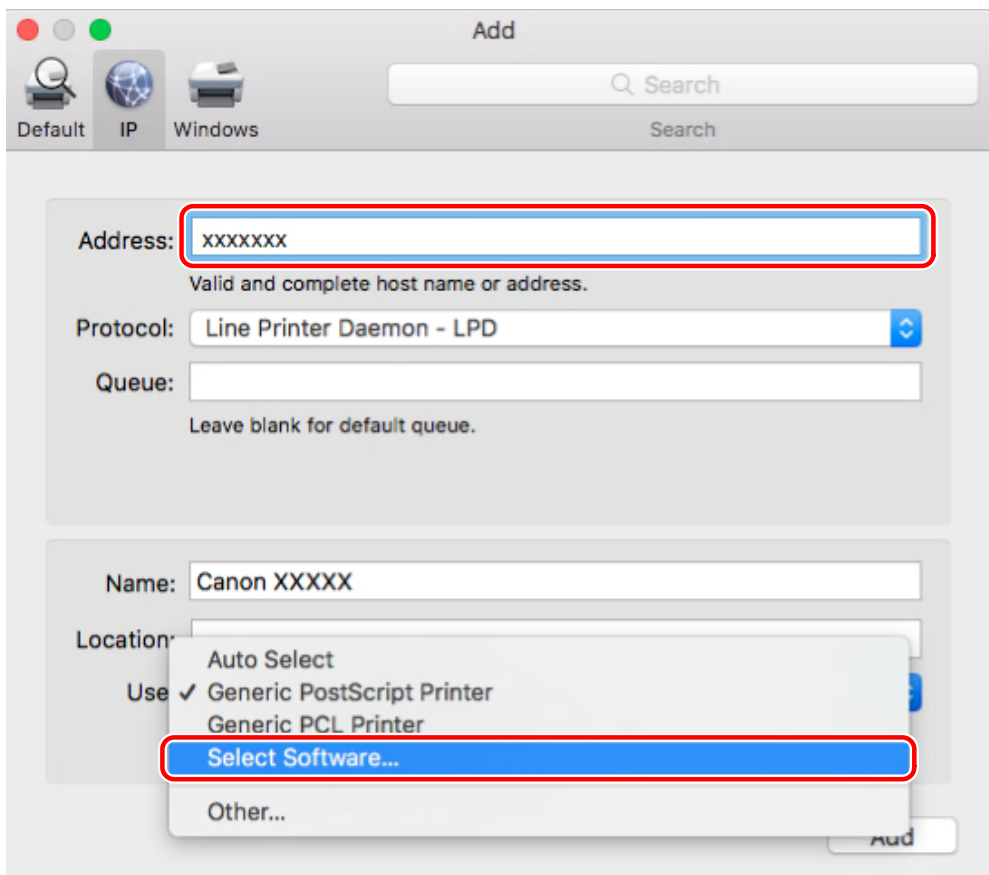 Add
Search
Default IP Windows Search
Address: xxxxxxx
Valid and complete host name or address.
Protocol: Line Printer Daemon - LPD
Queue:
Leave blank for default queue.
Name: Canon XXXXX
Location:
Auto Select
Use ✓ Generic PostScript Printer
Generic PCL Printer
Select Software...
Other...
Add